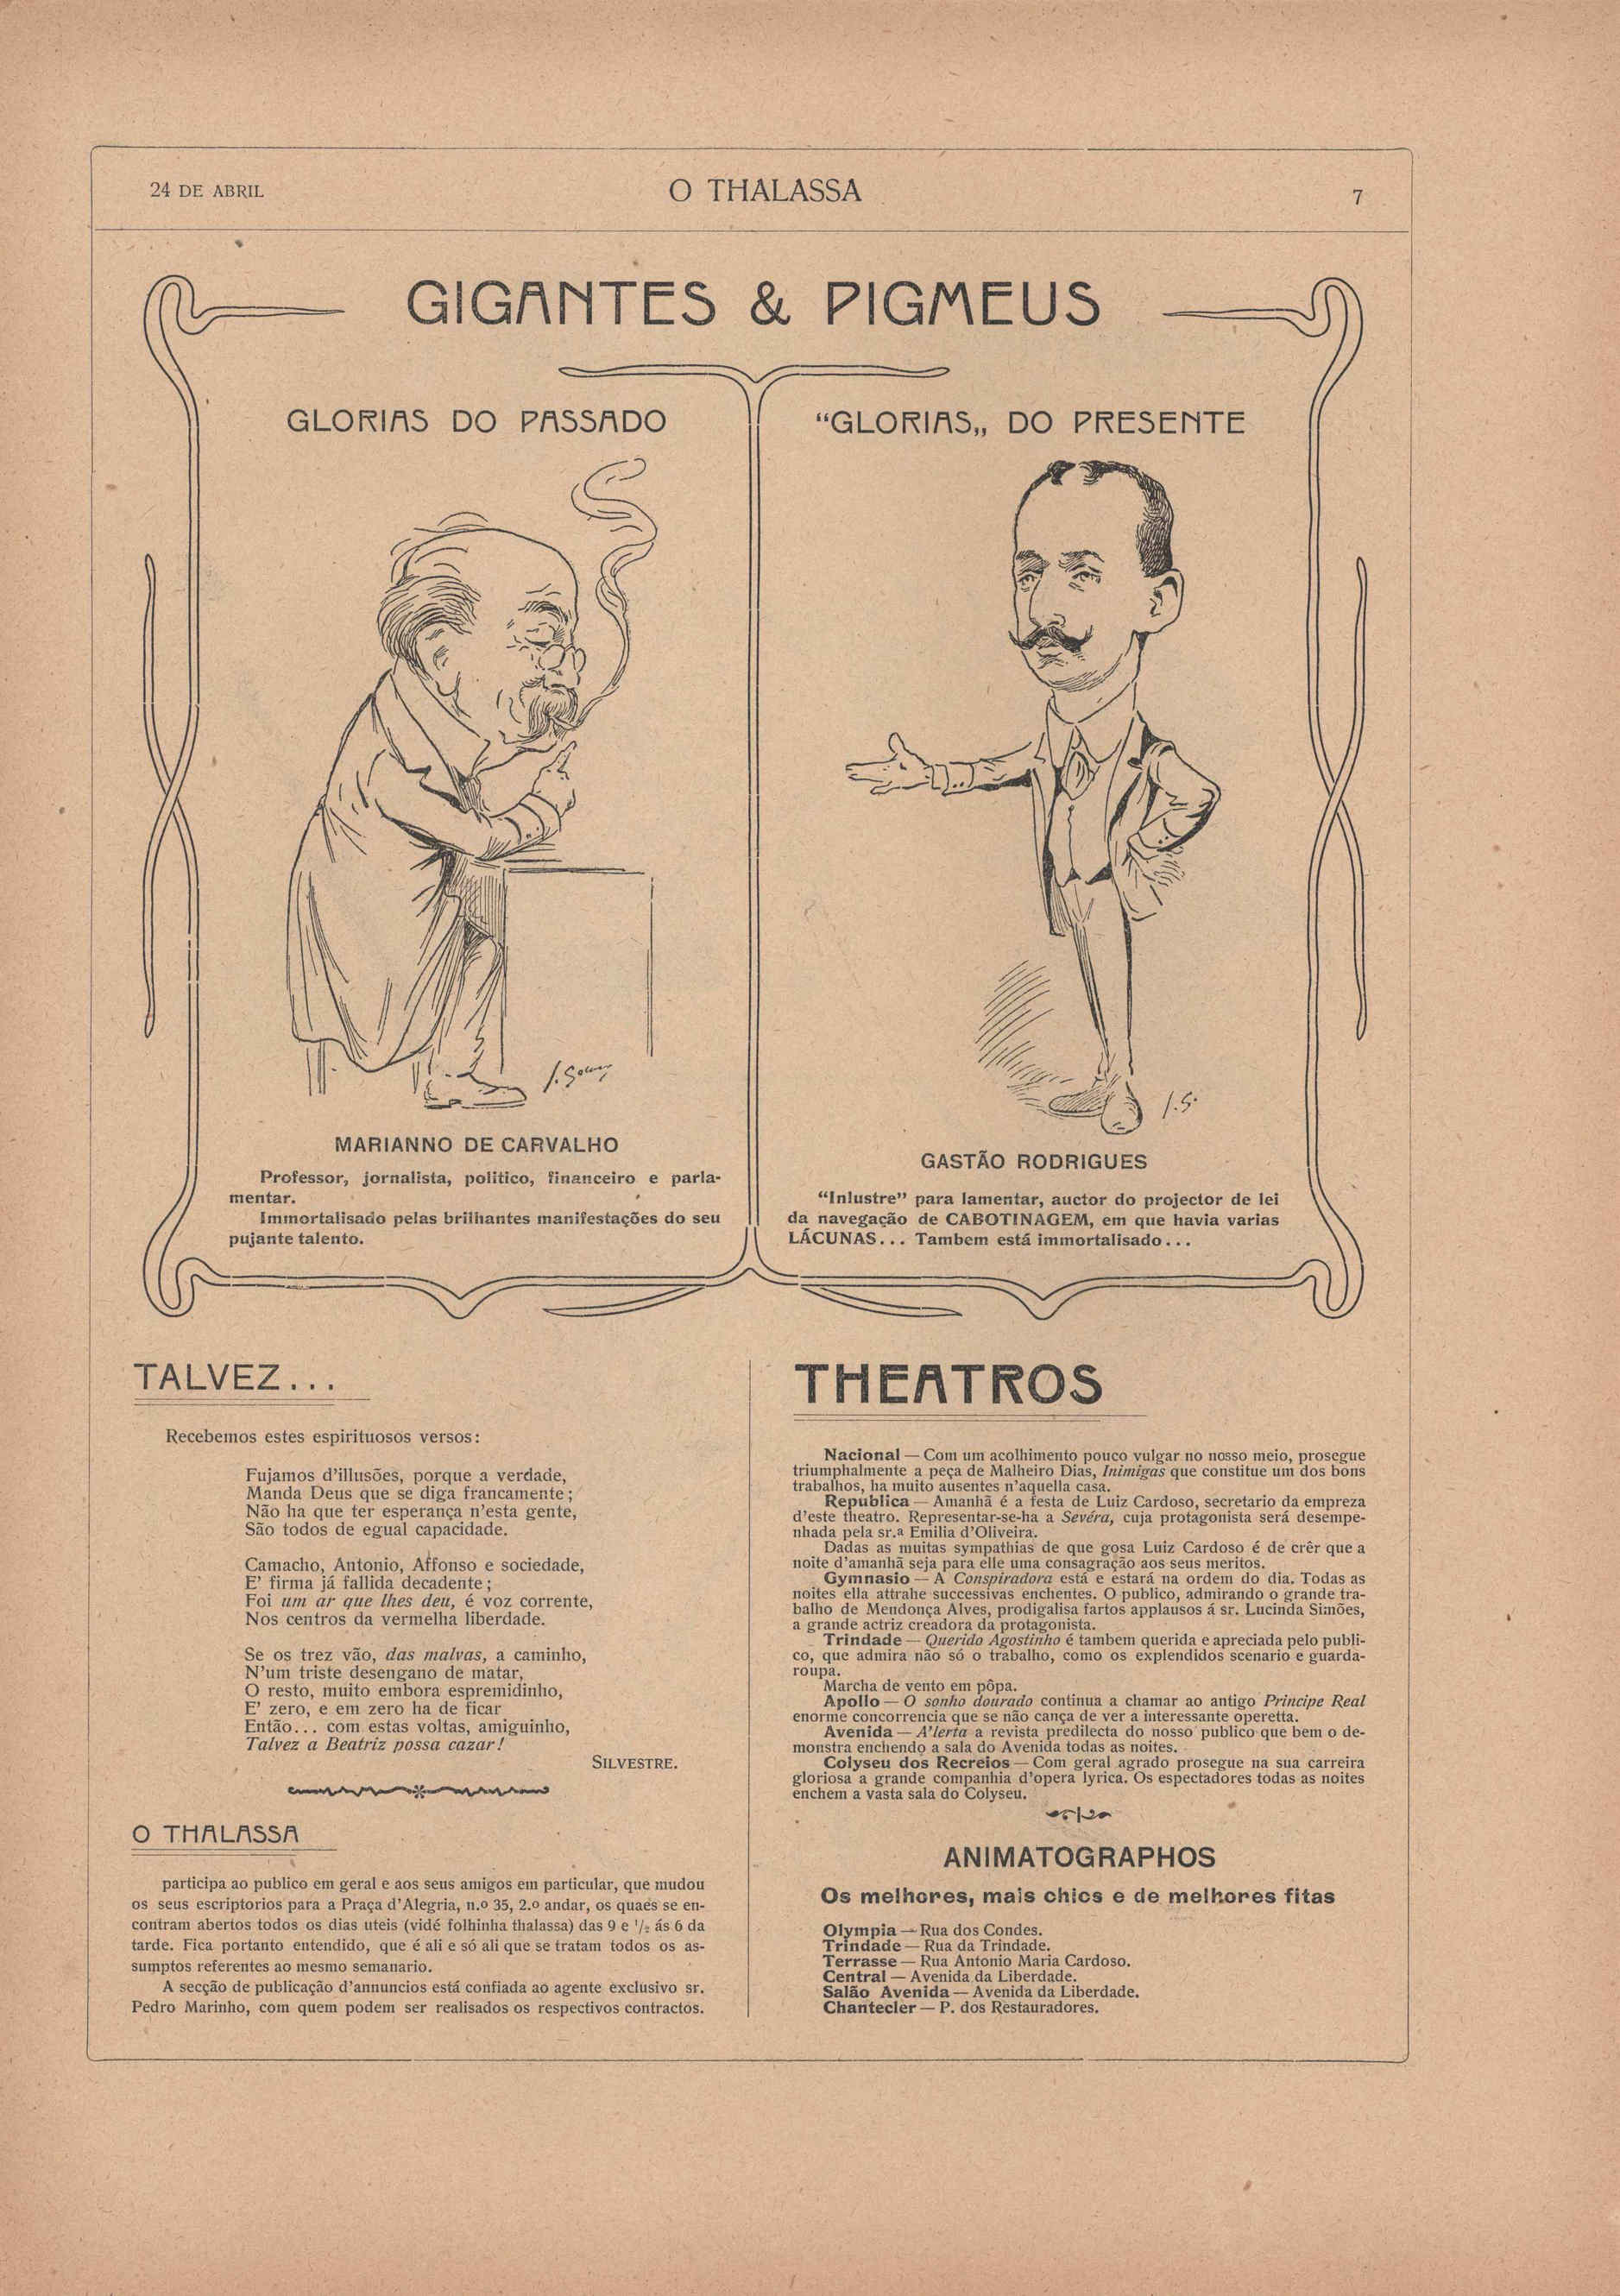 24 DE ABRIL
O THALASSA
7
GIGANTES & PIGMEUS
GLORIAS DO PASSADO
MARIANNO DE CARVALHO
Professor, jornalista, politico, financeiro e parla-
mentar.
Immortalisado pelas brilhantes manifestações do seu
pujante talento.
“GLORIAS„ DO PRESENTE
J. S.
GASTÃO RODRIGUES
“Inlustre” para lamentar, auctor do projector de lei
da navegação de CABOTINAGEM, em que havia varias
LÁCUNAS... Tambem está immortalisado...
TALVEZ...
Recebemos estes espirituosos versos:
Fujamos d'illusões, porque a verdade,
Manda Deus que se diga francamente;
Não ha que ter esperança n'esta gente,
São todos de egual capacidade.
Camacho, Antonio, Affonso e sociedade,
E' firma já fallida decadente;
Foi um ar que lhes deu, é voz corrente,
Nos centros da vermelha liberdade.
Se os trez vão, das malvas, a caminho,
N'um triste desengano de matar,
O resto, muito embora espremidinho,
E' zero, e em zero ha de ficar
Então... com estas voltas, amiguinho,
Talvez a Beatriz possa cazar!
SILVESTRE.
O THALASSA
participa ao publico em geral e aos seus amigos em particular, que mudou
os seus escriptorios para a Praça d'Alegria, n.º 35, 2.º andar, os quaes se en-
contram abertos todos os dias uteis (vidé folhinha thalassa) das 9 e 1/2 ás 6 da
tarde. Fica portanto entendido, que é ali e só ali que se tratam todos os as-
sumptos referentes ao mesmo semanario.
A secção de publicação d'annuncios está confiada ao agente exclusivo sr.
Pedro Marinho, com quem podem ser realisados os respectivos contractos.
THEATROS
Nacional — Com um acolhimento pouco vulgar no nosso meio, prosegue
triumphalmente a peça de Malheiro Dias, Inimigas que constitue um dos bons
trabalhos, ha muito ausentes n'aquella casa.
Republica — Amanhã é a festa de Luiz Cardoso, secretario da empreza
d'este theatro. Representar-se-ha a Sevéra, cuja protagonista será desempe-
nhada pela sr.ª Emilia d'Oliveira.
Dadas as muitas sympathias de que gosa Luiz Cardoso é de crêr que a
noite d'amanhã seja para elle uma consagração aos seus meritos.
Gymnasio — A Conspiradora está e estará na ordem do dia. Todas as
noites ella attrahe successivas enchentes. O publico, admirando o grande tra-
balho de Mendonça Alves, prodigalisa fartos applausos á sr. Lucinda Simões,
a grande actriz creadora da protagonista.
Trindade — Querido Agostinho é tambem querida e apreciada pelo publi-
co, que admira não só o trabalho, como os explendidos scenario e guarda-
roupa.
Marcha de vento em pôpa.
Apollo — O sonho dourado continua a chamar ao antigo Principe Real
enorme concorrencia que se não cança de ver a interessante operetta.
Avenida — A'lerta a revista predilecta do nosso publico que bem o de-
monstra enchendo a sala do Avenida todas as noites.
Colyseu dos Recreios — Com geral agrado prosegue na sua carreira
gloriosa a grande companhia d'opera lyrica. Os espectadores todas as noites
enchem a vasta sala do Colyseu.
ANIMATOGRAPHOS
Os melhores, mais chics e de melhores fitas
Olympia — Rua dos Condes.
Trindade — Rua da Trindade.
Terrasse — Rua Antonio Maria Cardoso.
Central — Avenida da Liberdade.
Salão Avenida — Avenida da Liberdade.
Chantecler — P. dos Restauradores.